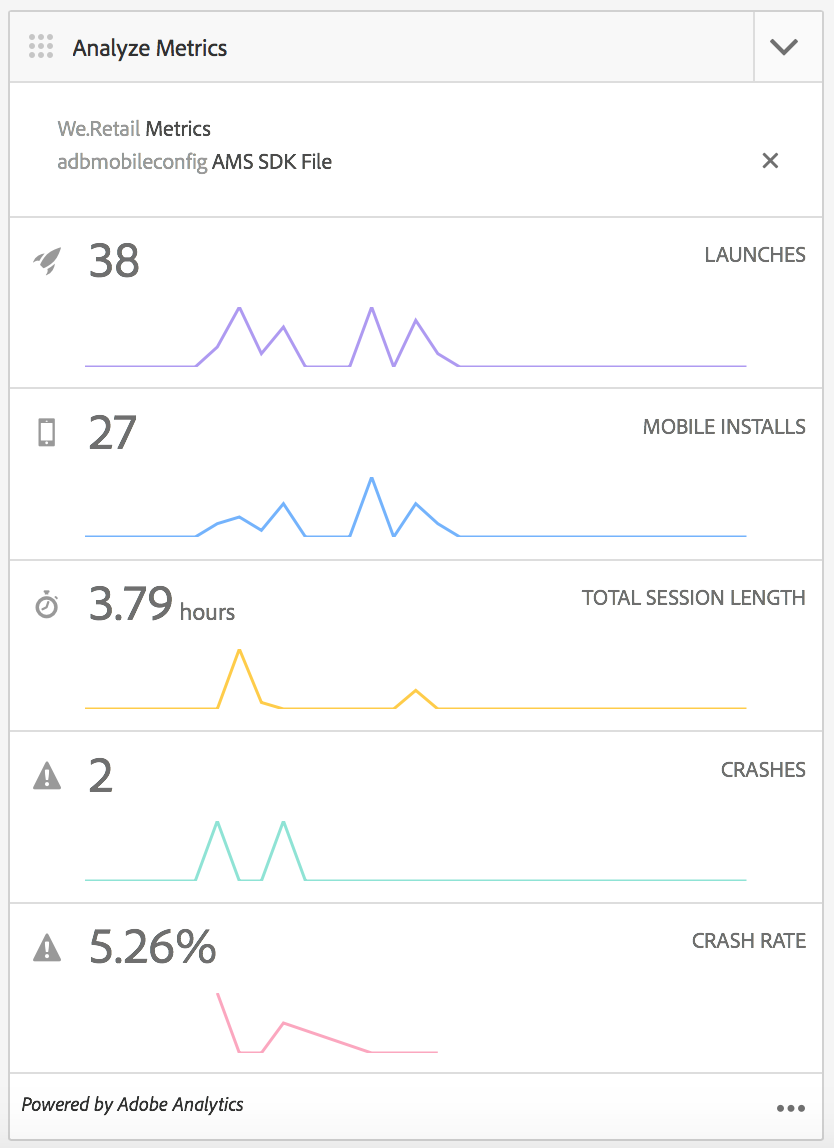 Analyze Metrics
We.Retail Metrics
adbmobileconfig AMS SDK File
38 LAUNCHES
27 MOBILE INSTALLS
3.79 hours TOTAL SESSION LENGTH
2 CRASHES
5.26% CRASH RATE
Powered by Adobe Analytics